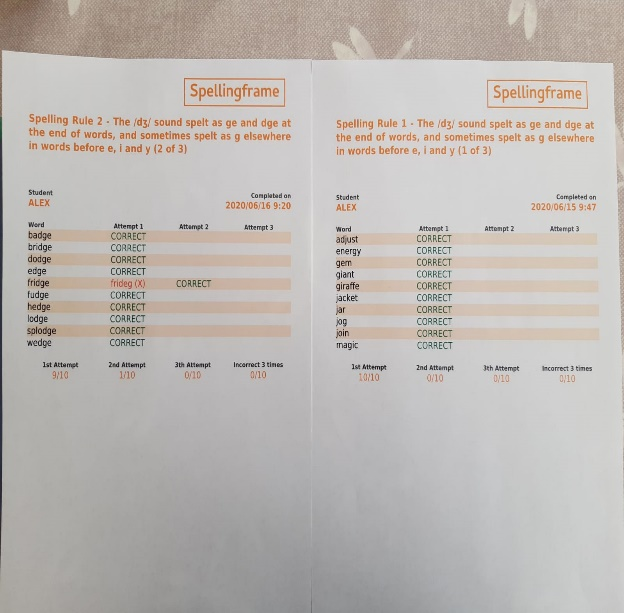 Spellingframe
Spelling Rule 2 - The /dʒ/ sound spelt as ge and dge at
the end of words, and sometimes spelt as g elsewhere
in words before e, i and y (2 of 3)
Student Completed on
ALEX 2020/06/16 9:20
Word Attempt 1 Attempt 2 Attempt 3
badge CORRECT
bridge CORRECT
dodge CORRECT
edge CORRECT
fridge frideg (X) CORRECT
fudge CORRECT
hedge CORRECT
lodge CORRECT
splodge CORRECT
wedge CORRECT
1st Attempt 2nd Attempt 3th Attempt Incorrect 3 times
9/10 1/10 0/10 0/10
Spellingframe
Spelling Rule 1 - The /dʒ/ sound spelt as ge and dge at
the end of words, and sometimes spelt as g elsewhere
in words before e, i and y (1 of 3)
Student Completed on
ALEX 2020/06/15 9:47
Word Attempt 1 Attempt 2 Attempt 3
adjust CORRECT
energy CORRECT
gem CORRECT
giant CORRECT
giraffe CORRECT
jacket CORRECT
jar CORRECT
jog CORRECT
join CORRECT
magic CORRECT
1st Attempt 2nd Attempt 3th Attempt Incorrect 3 times
10/10 0/10 0/10 0/10